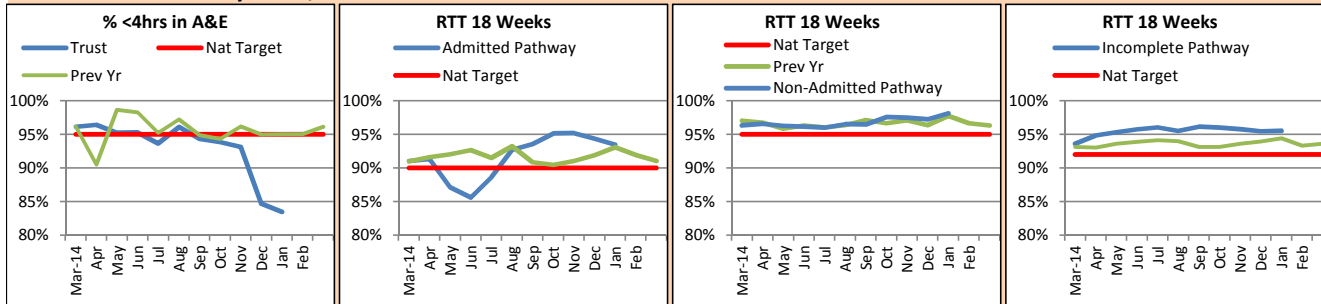 % <4hrs in A&E
Trust
Nat Target
Prev Yr
100%
95%
90%
85%
80%
Mar-14
Apr
May
Jun
Jul
Aug
Sep
Oct
Nov
Dec
Jan
Feb
RTT 18 Weeks
Admitted Pathway
Nat Target
100%
95%
90%
85%
80%
Mar-14
Apr
May
Jun
Jul
Aug
Sep
Oct
Nov
Dec
Jan
Feb
RTT 18 Weeks
Nat Target
Prev Yr
Non-Admitted Pathway
100%
95%
90%
85%
80%
Mar-14
Apr
May
Jun
Jul
Aug
Sep
Oct
Nov
Dec
Jan
Feb
RTT 18 Weeks
Incomplete Pathway
Nat Target
100%
95%
90%
85%
80%
Mar-14
Apr
May
Jun
Jul
Aug
Sep
Oct
Nov
Dec
Jan
Feb